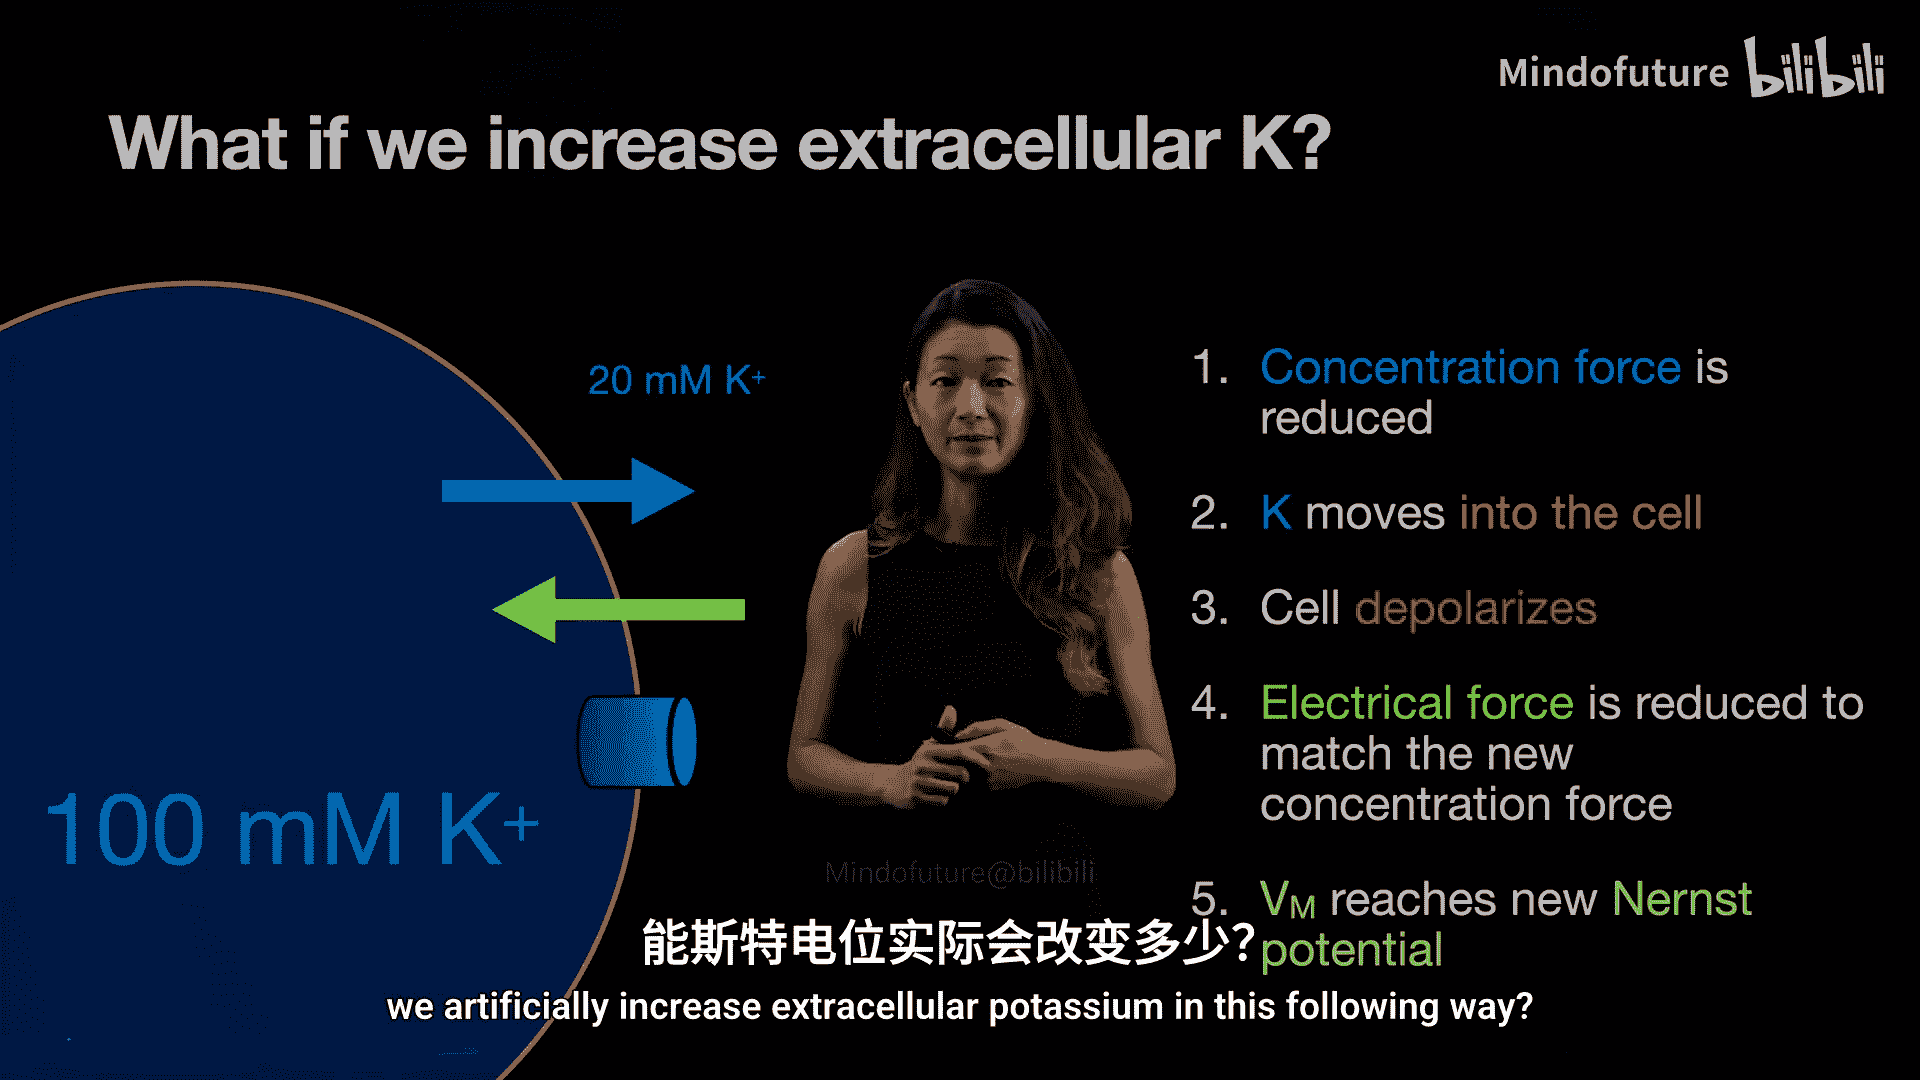 Mindofuture bilibili
What if we increase extracellular K?
20 mM K⁺
100 mM K⁺
1. Concentration force is
reduced
2. K moves into the cell
3. Cell depolarizes
4. Electrical force is reduced to
match the new
concentration force
5. VM reaches new Nernst
potential
Mindofuture@bilibili
能斯特电位实际会改变多少?
we artificially increase extracellular potassium in this following way?